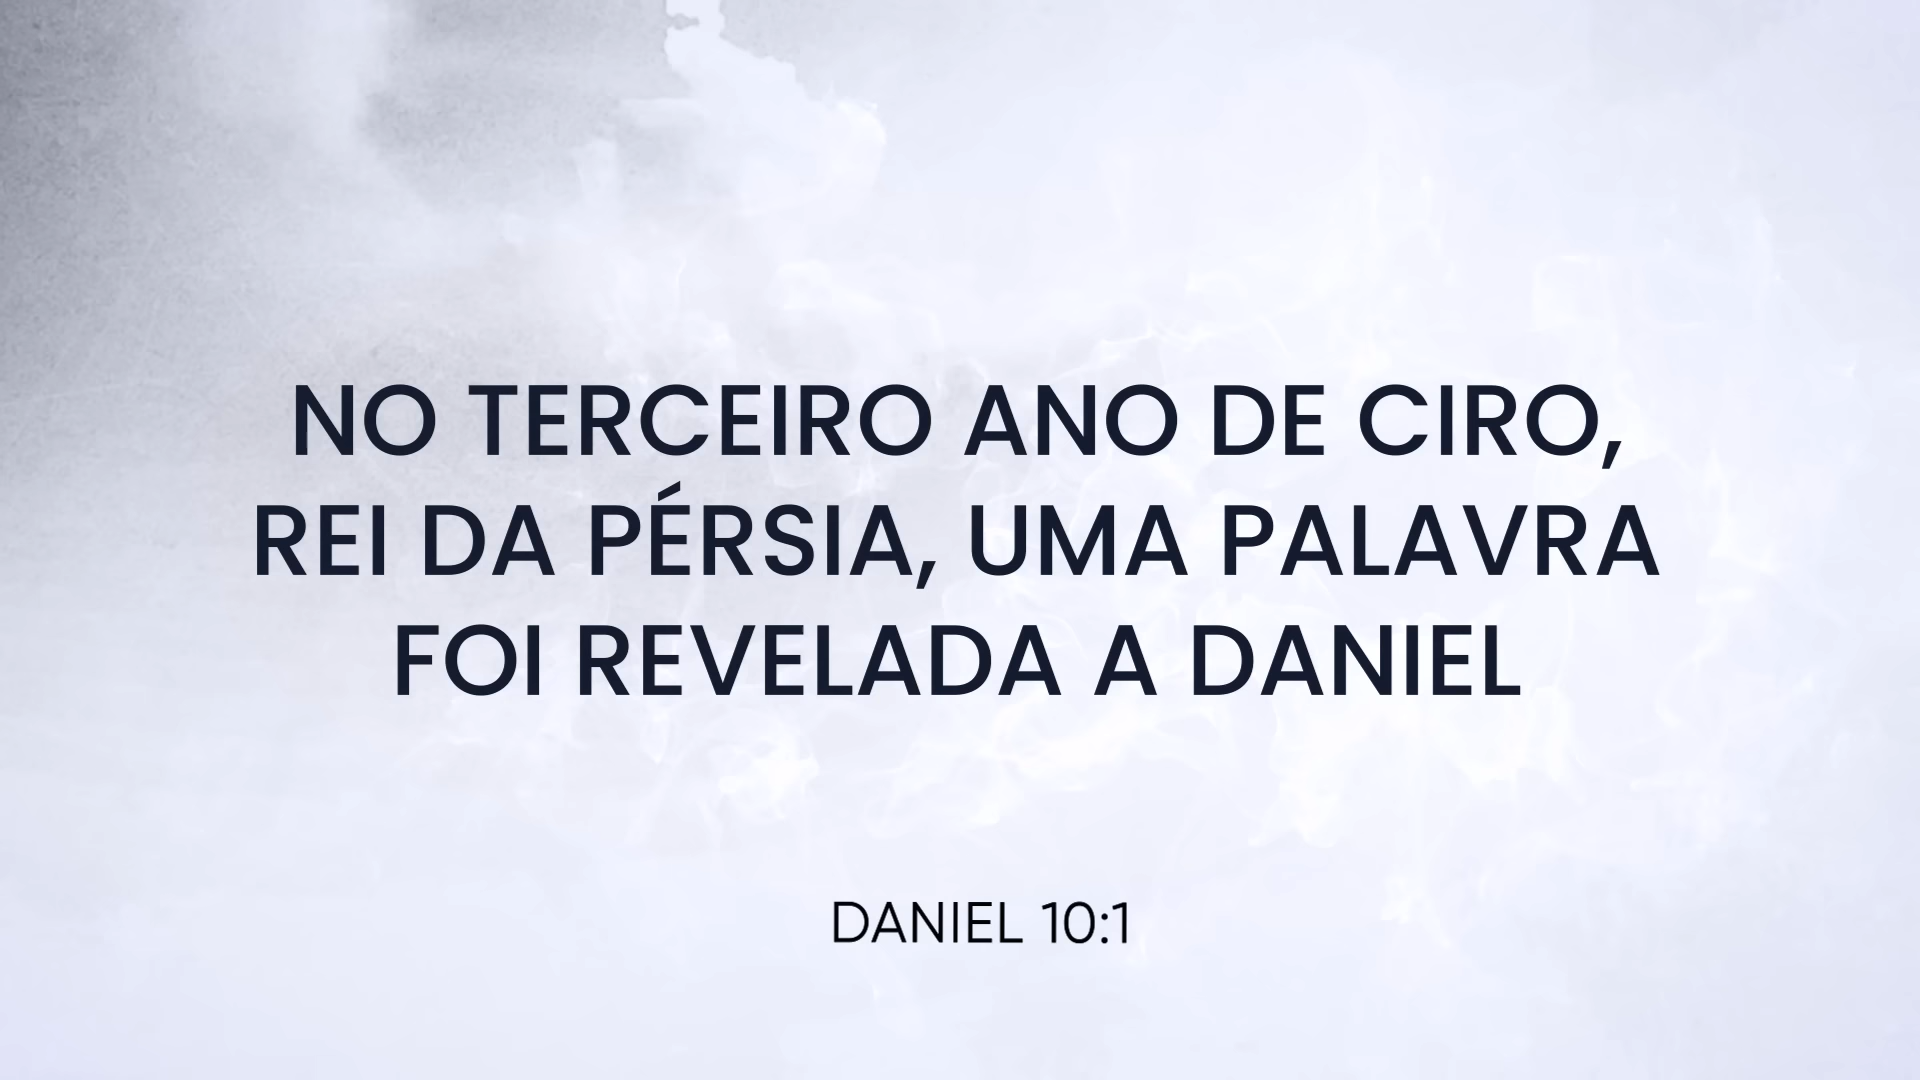 NO TERCEIRO ANO DE CIRO,
REI DA PÉRSIA, UMA PALAVRA
FOI REVELADA A DANIEL
DANIEL 10:1